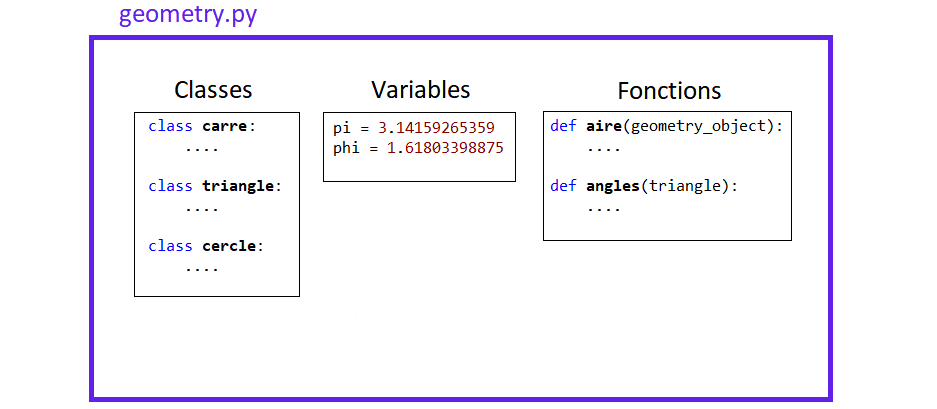 geometry.py
Classes
class carre:
....
class triangle:
....
class cercle:
....
Variables
pi = 3.14159265359
phi = 1.61803398875
Fonctions
def aire(geometry_object):
....
def angles(triangle):
....